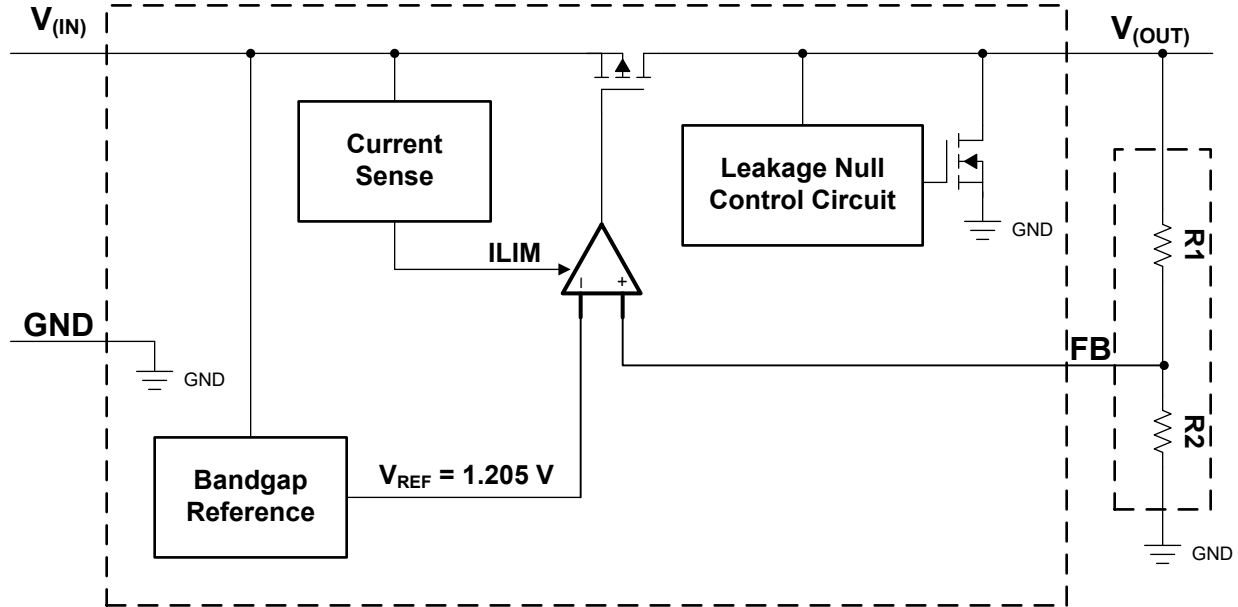 V(IN)
V(OUT)
Current
Sense
Leakage Null
Control Circuit
GND
R1
ILIM
- +
GND
GND
FB
R2
Bandgap
Reference
VREF = 1.205 V
GND